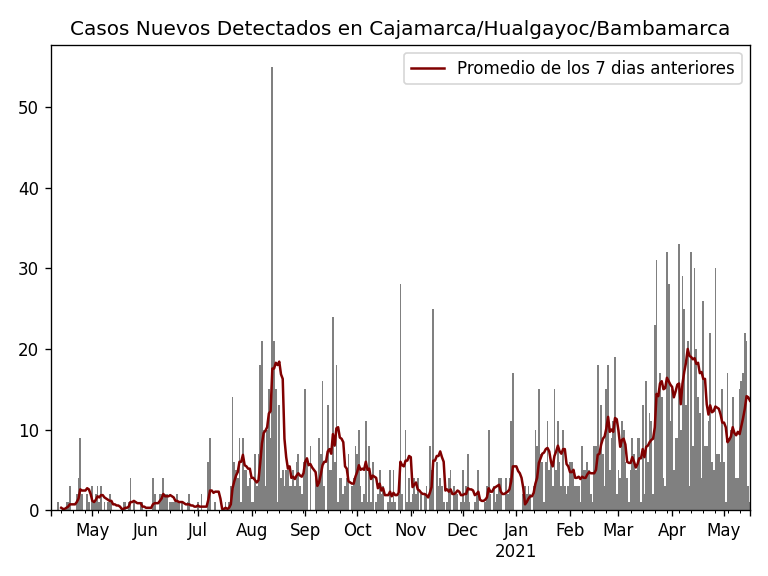 Casos Nuevos Detectados en Cajamarca/Hualgayoc/Bambamarca
Promedio de los 7 dias anteriores
50
40
30
20
10
0
May Jun Jul Aug Sep Oct Nov Dec Jan Feb Mar Apr May
2021